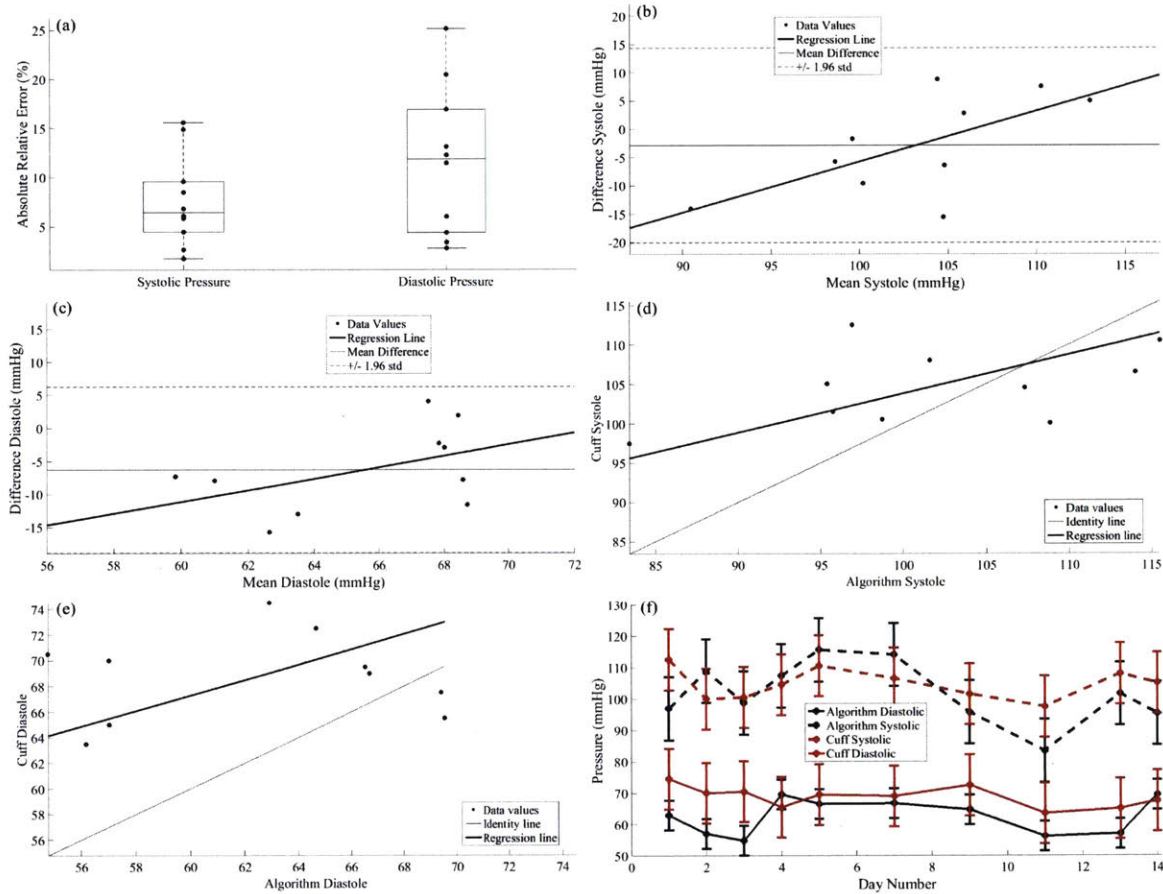 (a)
Absolute Relative Error (%)
25
20
15
10
5
Systolic Pressure
Diastolic Pressure
(b)
Difference Systole (mmHg)
20
15
10
5
0
-5
-10
-15
-20
Data Values
Regression Line
Mean Difference
+/- 1.96 std
90
95
100
105
110
115
Mean Systole (mmHg)
(c)
Difference Diastole (mmHg)
15
10
5
0
-5
-10
-15
Data Values
Regression Line
Mean Difference
+/- 1.96 std
56
58
60
62
64
66
68
70
72
Mean Diastole (mmHg)
(d)
Cuff Systole
115
110
105
100
95
90
85
Data values
Identity line
Regression line
85
90
95
100
105
110
115
Algorithm Systole
(e)
Cuff Diastole
74
72
70
68
66
64
62
60
58
56
Data values
Identity line
Regression line
56
58
60
62
64
66
68
70
72
74
Algorithm Diastole
(f)
Pressure (mmHg)
130
120
110
100
90
80
70
60
50
Algorithm Diastolic
Algorithm Systolic
Cuff Systolic
Cuff Diastolic
0
2
4
6
8
10
12
14
Day Number